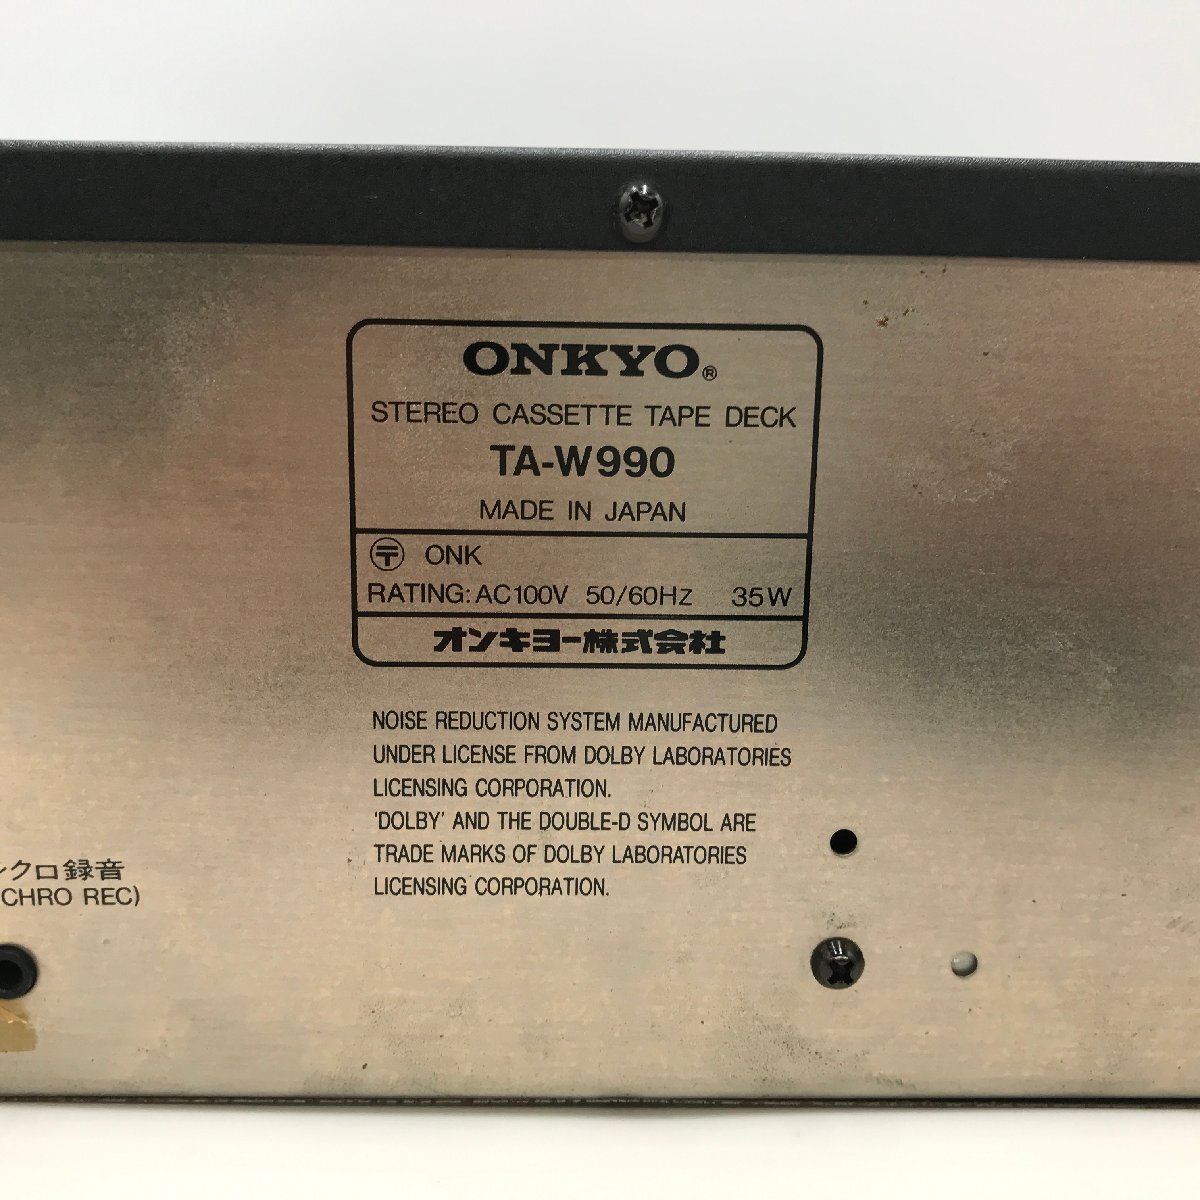 ONKYO®
STEREO CASSETTE TAPE DECK
TA-W990
MADE IN JAPAN
〶 ONK
RATING: AC100V 50/60Hz 35W
オンキヨー株式会社
NOISE REDUCTION SYSTEM MANUFACTURED
UNDER LICENSE FROM DOLBY LABORATORIES
LICENSING CORPORATION.
'DOLBY' AND THE DOUBLE-D SYMBOL ARE
TRADE MARKS OF DOLBY LABORATORIES
LICENSING CORPORATION.
ンクロ録音
CHRO REC)